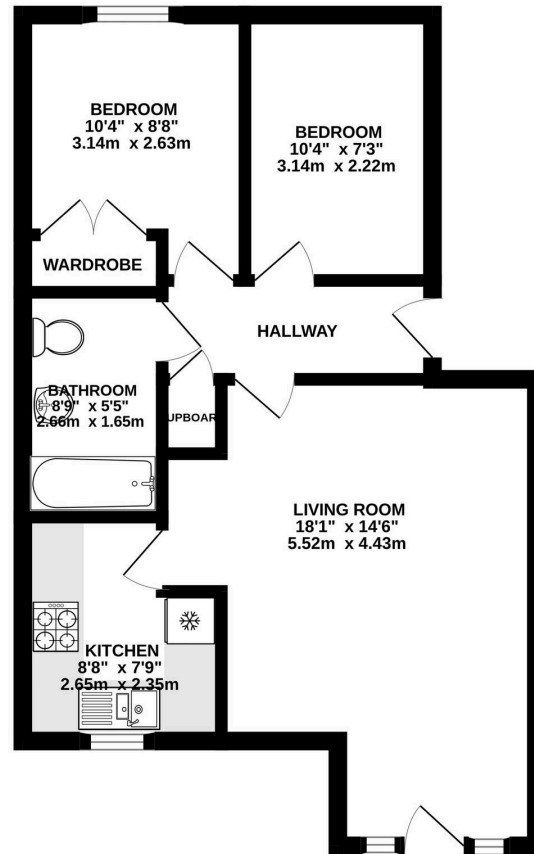 BEDROOM
10'4" x 8'8"
3.14m x 2.63m
BEDROOM
10'4" x 7'3"
3.14m x 2.22m
WARDROBE
HALLWAY
BATHROOM
8'9" x 5'5"
2.66m x 1.65m
UPBOAR
LIVING ROOM
18'1" x 14'6"
5.52m x 4.43m
KITCHEN
8'8" x 7'9"
2.65m x 2.35m